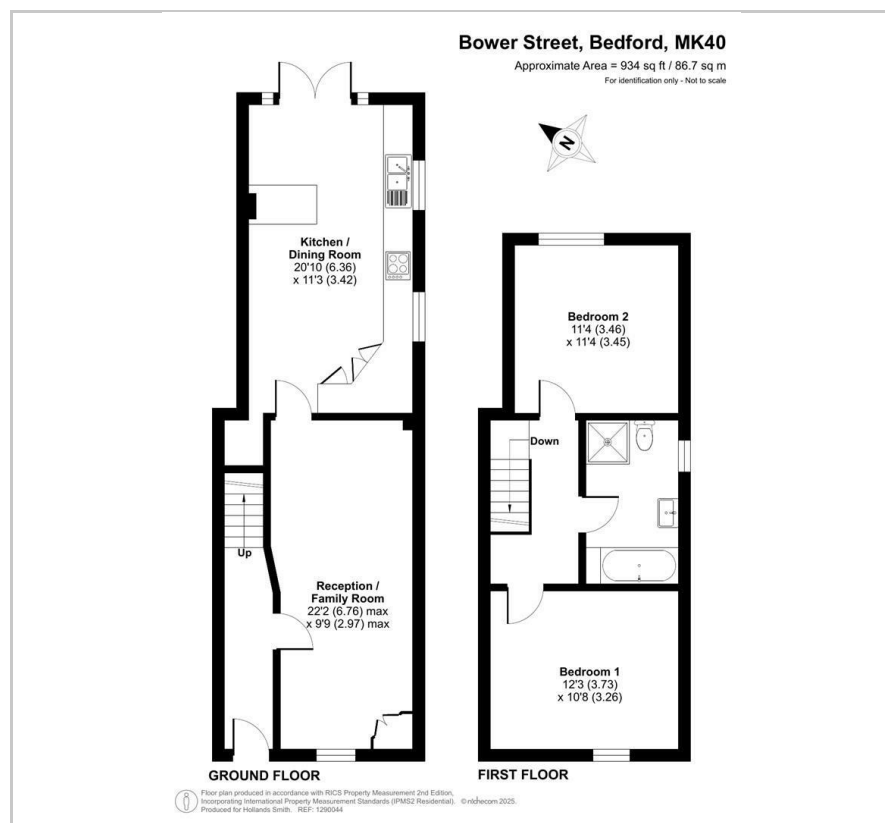 Bower Street, Bedford, MK40
Approximate Area = 934 sq ft / 86.7 sq m
For identification only - Not to scale
N
Kitchen /
Dining Room
20'10 (6.36)
x 11'3 (3.42)
Bedroom 2
11'4 (3.46)
x 11'4 (3.45)
Down
Up
Reception /
Family Room
22'2 (6.76) max
x 9'9 (2.97) max
Bedroom 1
12'3 (3.73)
x 10'8 (3.26)
GROUND FLOOR
FIRST FLOOR
Floor plan produced in accordance with RICS Property Measurement 2nd Edition,
Incorporating International Property Measurement Standards (IPMS2 Residential). © nichecom 2025.
Produced for Hollands Smith. REF: 1290044